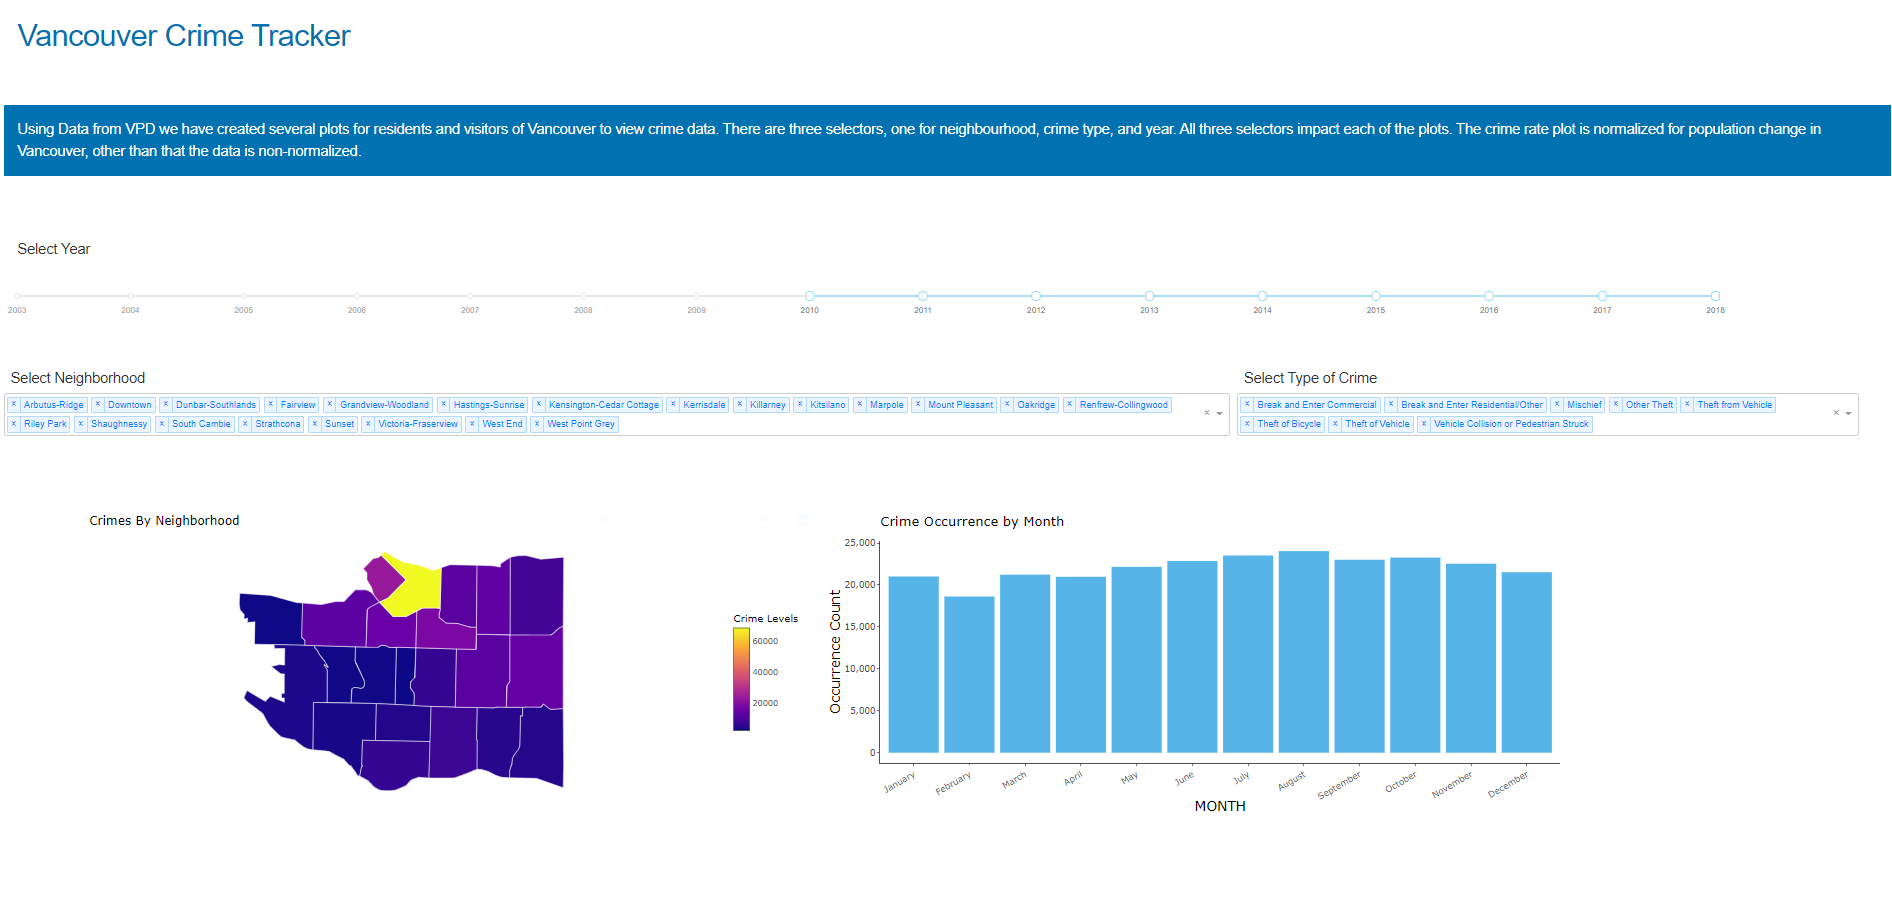 Vancouver Crime Tracker
Using Data from VPD we have created several plots for residents and visitors of Vancouver to view crime data. There are three selectors, one for neighbourhood, crime type, and year. All three selectors impact each of the plots. The crime rate plot is normalized for population change in
Vancouver, other than that the data is non-normalized.
Select Year
2003 2004 2005 2006 2007 2008 2009 2010 2011 2012 2013 2014 2015 2016 2017 2018
Select Neighborhood
× Arbutus-Ridge × Downtown × Dunbar-Southlands × Fairview × Grandview-Woodland × Hastings-Sunrise × Kensington-Cedar Cottage × Kerrisdale × Killarney × Kitsilano × Marpole × Mount Pleasant × Oakridge × Renfrew-Collingwood ×
× Riley Park × Shaughnessy × South Cambie × Strathcona × Sunset × Victoria-Fraserview × West End × West Point Grey
Select Type of Crime
× Break and Enter Commercial × Break and Enter Residential/Other × Mischief × Other Theft × Theft from Vehicle ×
× Theft of Bicycle × Theft of Vehicle × Vehicle Collision or Pedestrian Struck
Crimes By Neighborhood
Crime Levels
60000
40000
20000
Crime Occurrence by Month
Occurrence Count
25,000
20,000
15,000
10,000
5,000
0
January February March April May June July August September October November December
MONTH